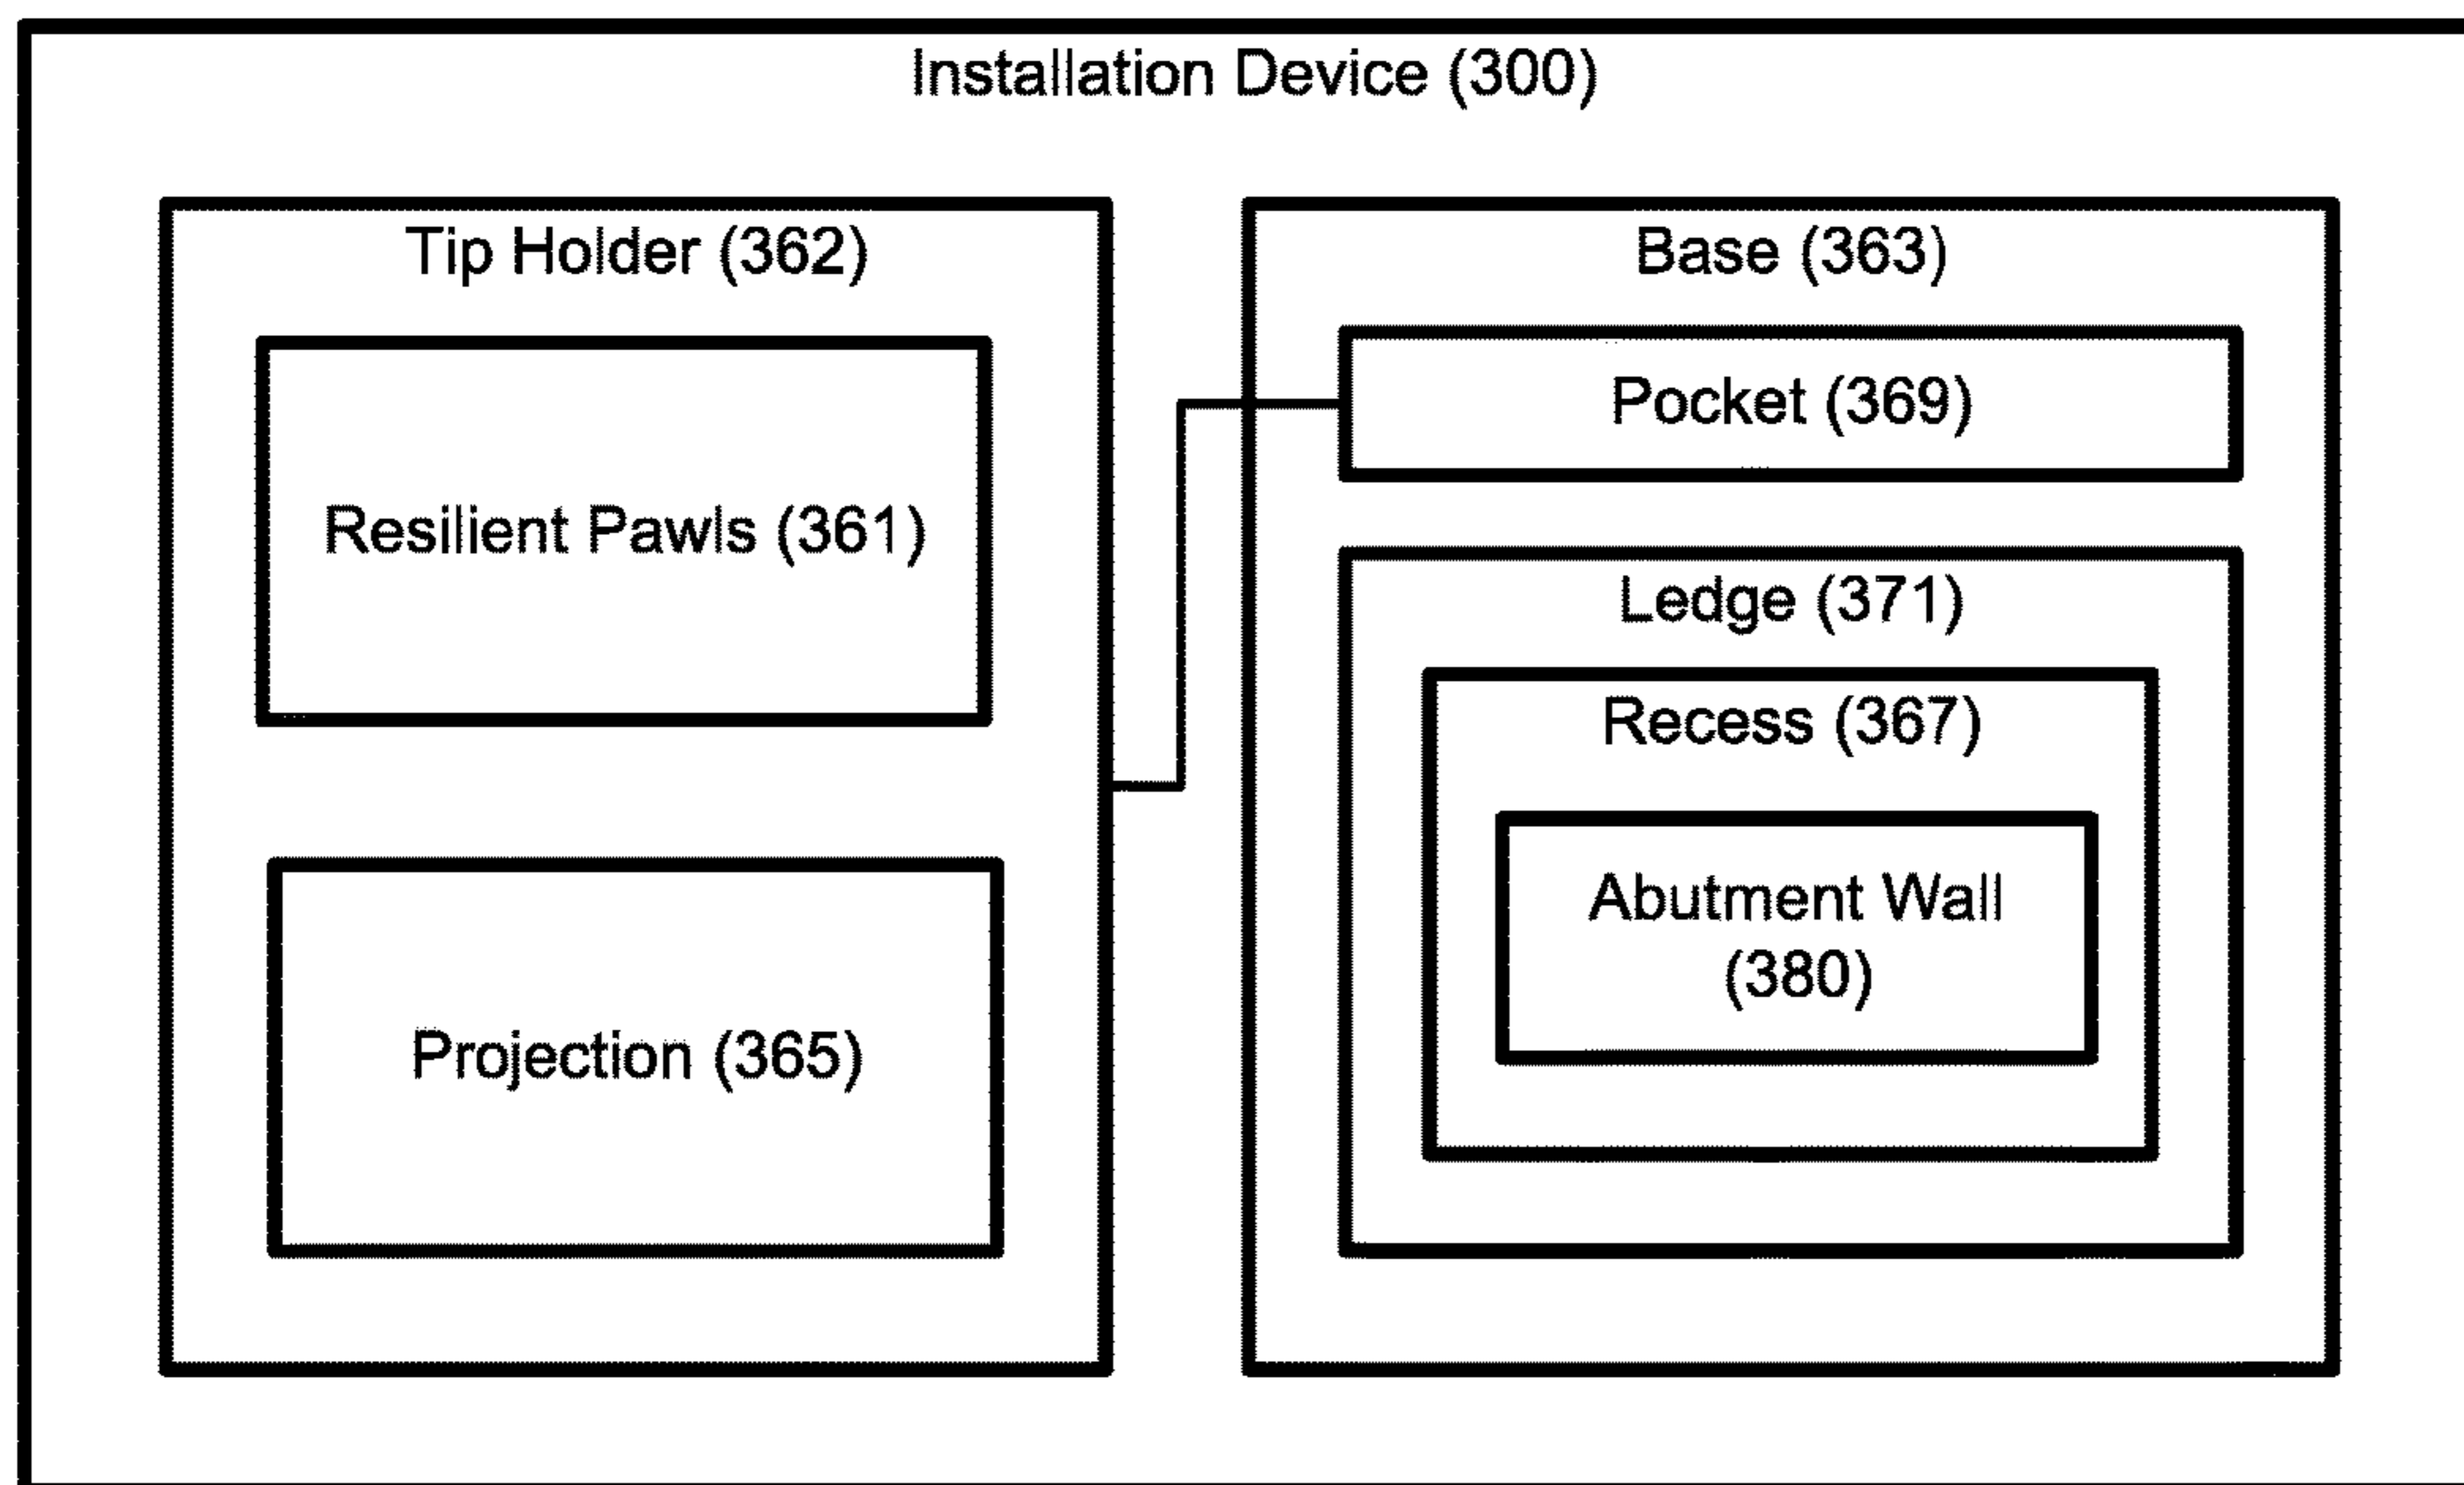 Installation Device (300)
Tip Holder (362)
Resilient Pawls (361)
Projection (365)
Base (363)
Pocket (369)
Ledge (371)
Recess (367)
Abutment Wall
(380)